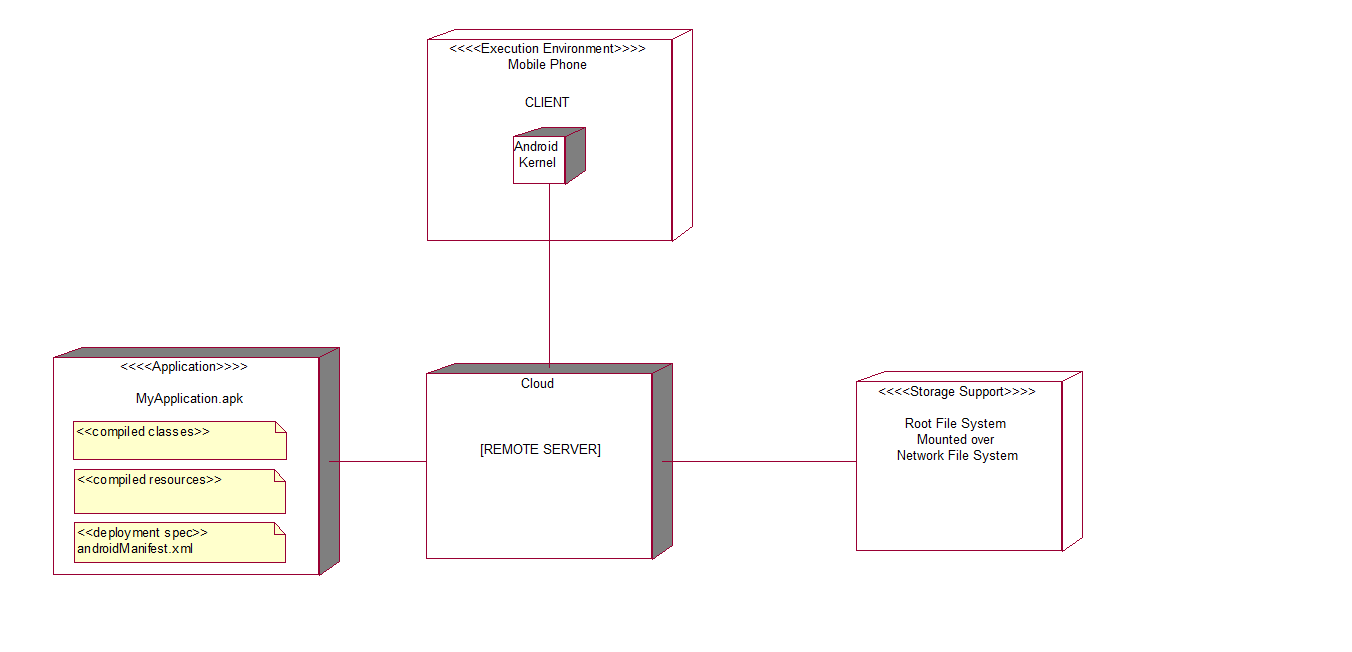 <<<<Execution Environment>>>>
Mobile Phone
CLIENT
Android
Kernel
<<<<Application>>>>
MyApplication.apk
<<compiled classes>>
<<compiled resources>>
<<deployment spec>>
androidManifest.xml
Cloud
[REMOTE SERVER]
<<<<Storage Support>>>>
Root File System
Mounted over
Network File System